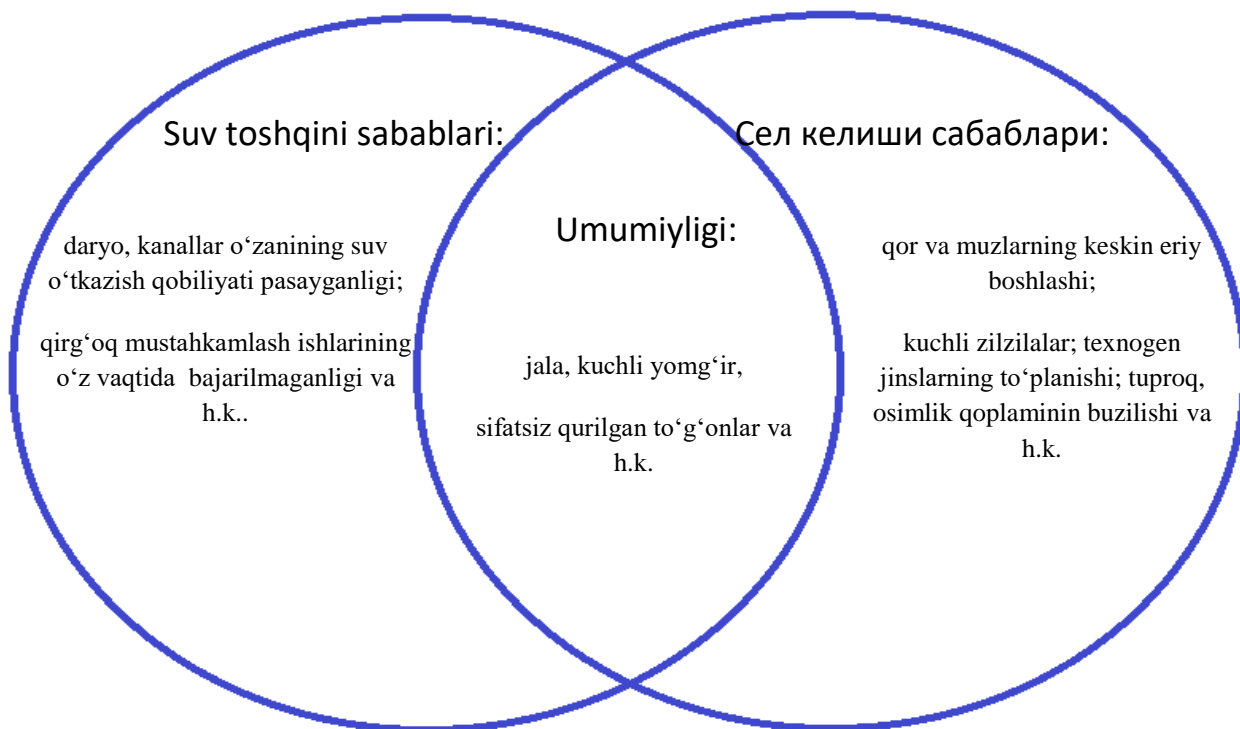 Suv toshqini sabablari:
daryo, kanallar o‘zanining suv
o‘tkazish qobiliyati pasayganligi;
qirg‘oq mustahkamlash ishlarining
o‘z vaqtida bajarilmaganligi va
h.k..
Umumiyligi:
jala, kuchli yomg‘ir,
sifatsiz qurilgan to‘g‘onlar va
h.k.
Сел келиши сабаблари:
qor va muzlarning keskin eriy
boshlashi;
kuchli zilzilalar; texnogen
jinslarning to‘planishi; tuproq,
osimlik qoplaminin buzilishi va
h.k.